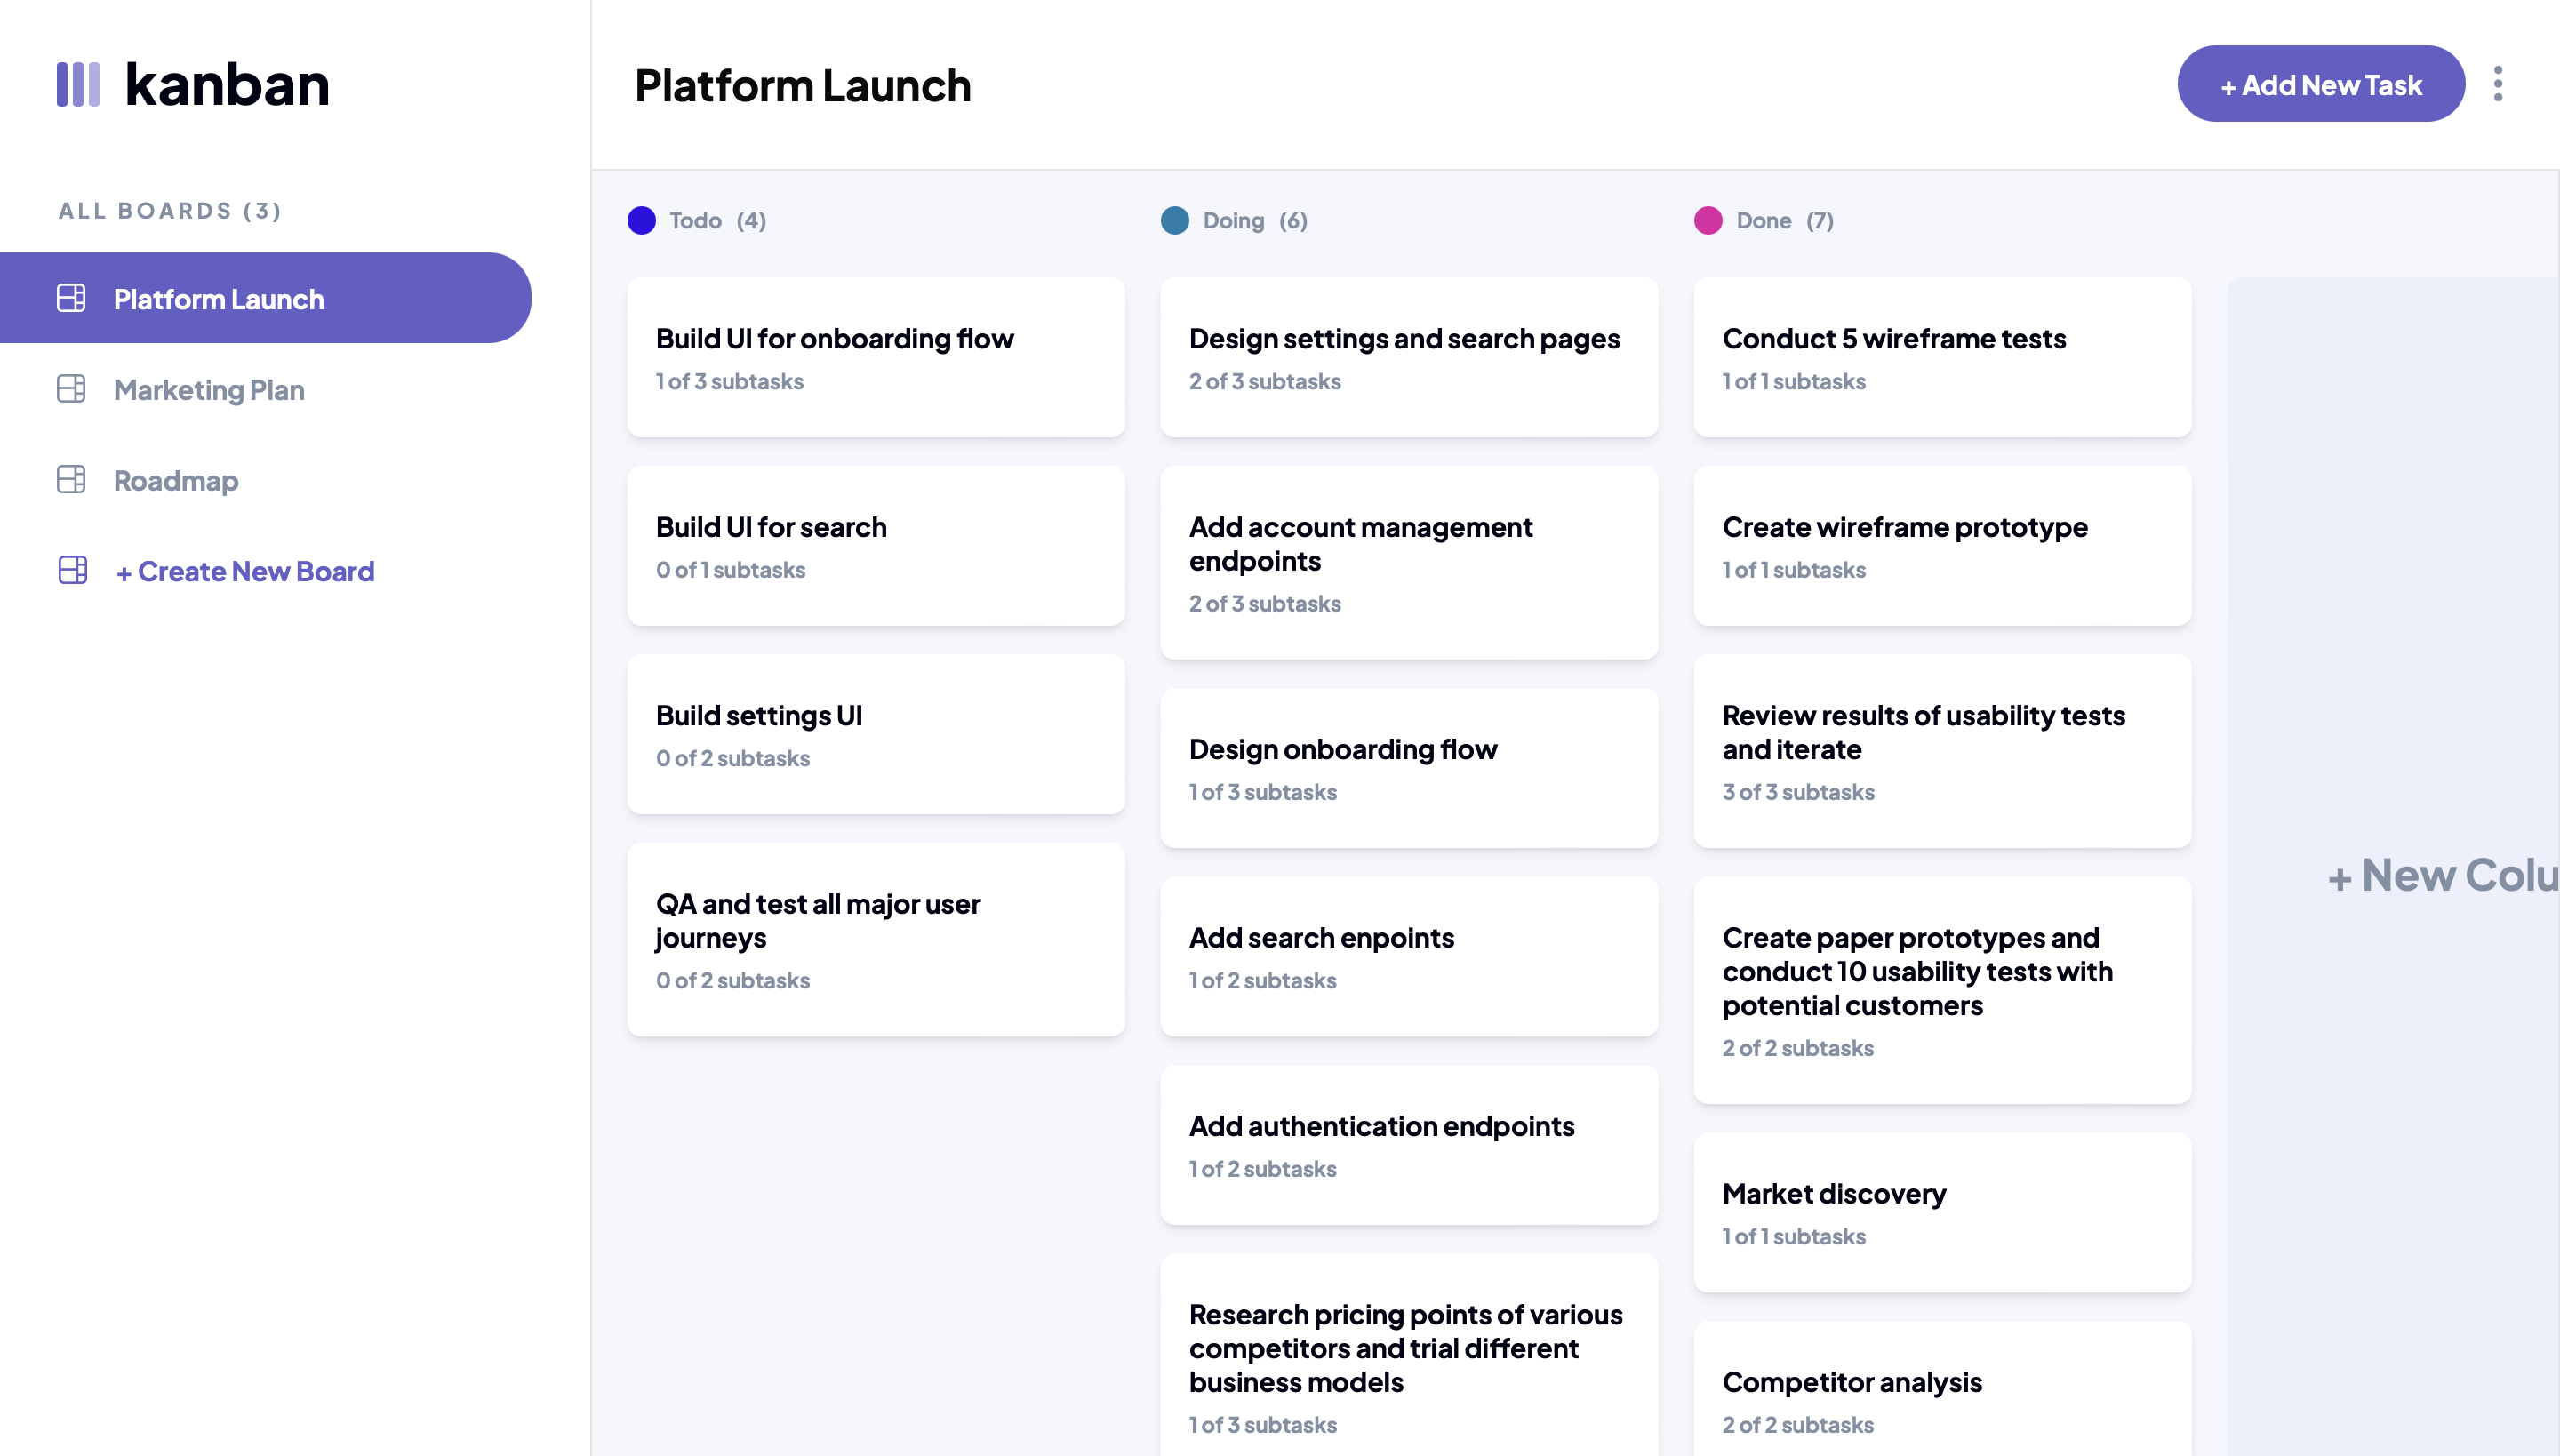 kanban
ALL BOARDS (3)
Platform Launch
Marketing Plan
Roadmap
+ Create New Board
Platform Launch
+ Add New Task
Todo (4)
Build UI for onboarding flow
1 of 3 subtasks
Build UI for search
0 of 1 subtasks
Build settings UI
0 of 2 subtasks
QA and test all major user
journeys
0 of 2 subtasks
Doing (6)
Design settings and search pages
2 of 3 subtasks
Add account management
endpoints
2 of 3 subtasks
Design onboarding flow
1 of 3 subtasks
Add search enpoints
1 of 2 subtasks
Add authentication endpoints
1 of 2 subtasks
Research pricing points of various
competitors and trial different
business models
1 of 3 subtasks
Done (7)
Conduct 5 wireframe tests
1 of 1 subtasks
Create wireframe prototype
1 of 1 subtasks
Review results of usability tests
and iterate
3 of 3 subtasks
Create paper prototypes and
conduct 10 usability tests with
potential customers
2 of 2 subtasks
Market discovery
1 of 1 subtasks
Competitor analysis
2 of 2 subtasks
+ New Colu